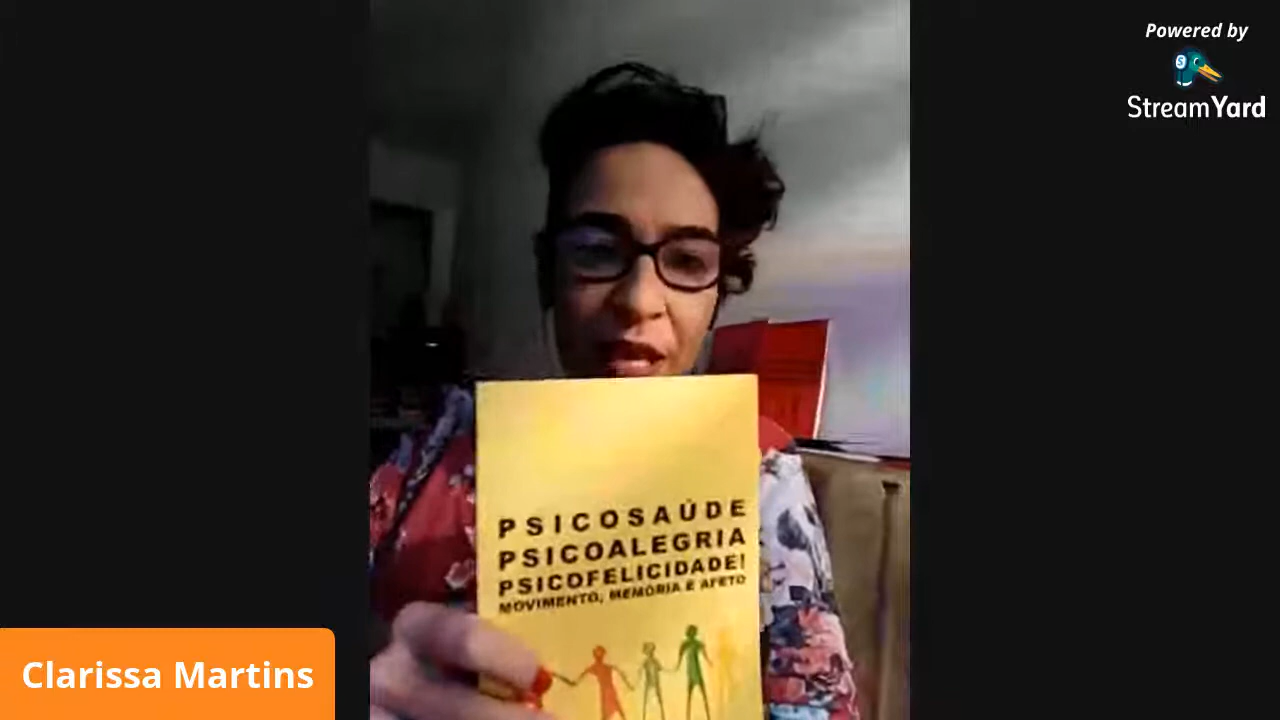 Powered by
StreamYard
PSICOSAÚDE
PSICOALEGRIA
PSICOFELICIDADE!
MOVIMENTO, MEMÓRIA E AFETO
Clarissa Martins